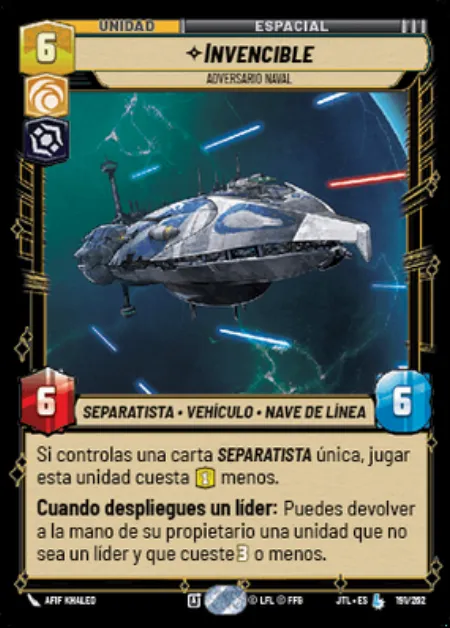 UNIDAD
ESPACIAL
6
INVENCIBLE
ADVERSARIO NAVAL
6
SEPARATISTA • VEHÍCULO • NAVE DE LÍNEA
6
Si controlas una carta SEPARATISTA única, jugar
esta unidad cuesta 1 menos.
Cuando despliegues un líder: Puedes devolver
a la mano de su propietario una unidad que no
sea un líder y que cueste 3 o menos.
AFIF KHALED
© LFL © FFG
JTL • ES
191/262